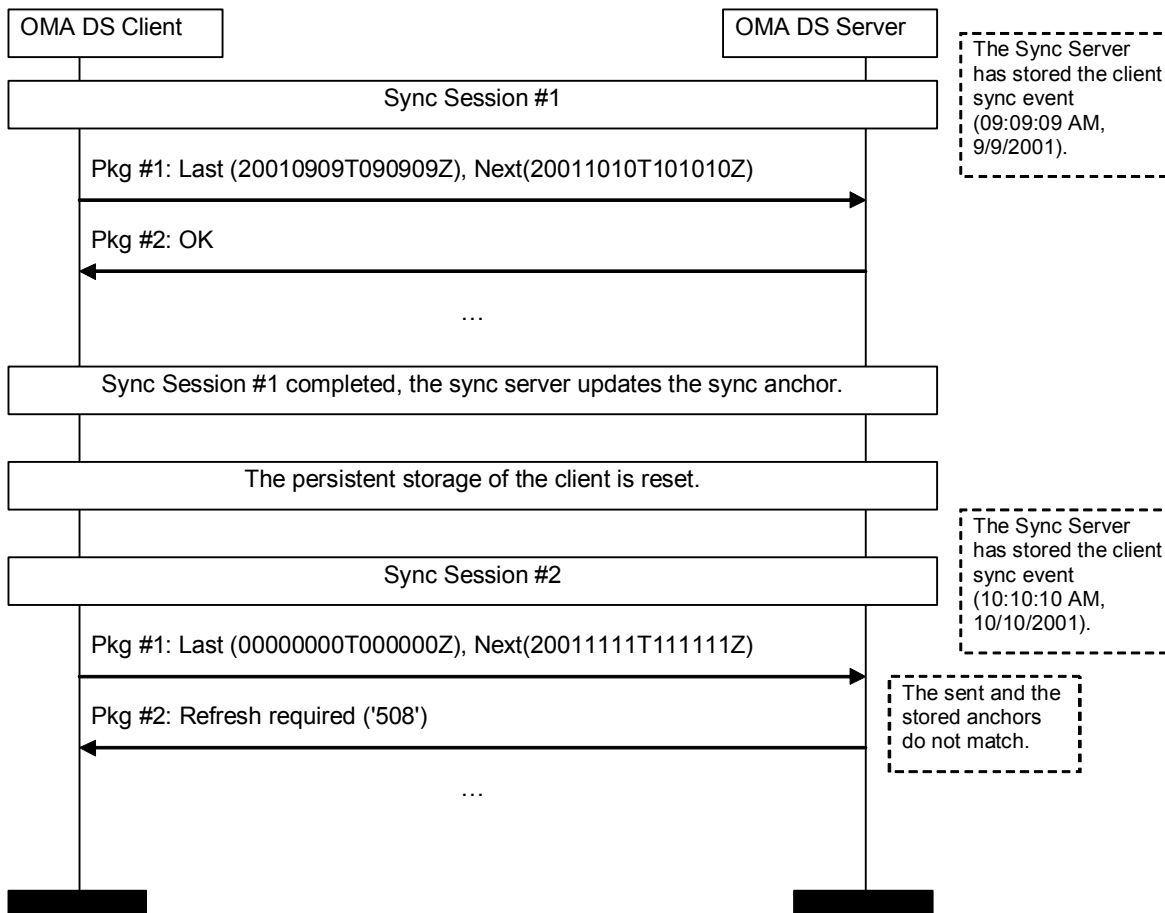 OMA DS Client
OMA DS Server
The Sync Server
has stored the client
sync event
(09:09:09 AM,
9/9/2001).
Sync Session #1
Pkg #1: Last (20010909T090909Z), Next(20011010T101010Z)
Pkg #2: OK
…
Sync Session #1 completed, the sync server updates the sync anchor.
The persistent storage of the client is reset.
The Sync Server
has stored the client
sync event
(10:10:10 AM,
10/10/2001).
Sync Session #2
Pkg #1: Last (00000000T000000Z), Next(20011111T111111Z)
The sent and the
stored anchors
do not match.
Pkg #2: Refresh required ('508')
…